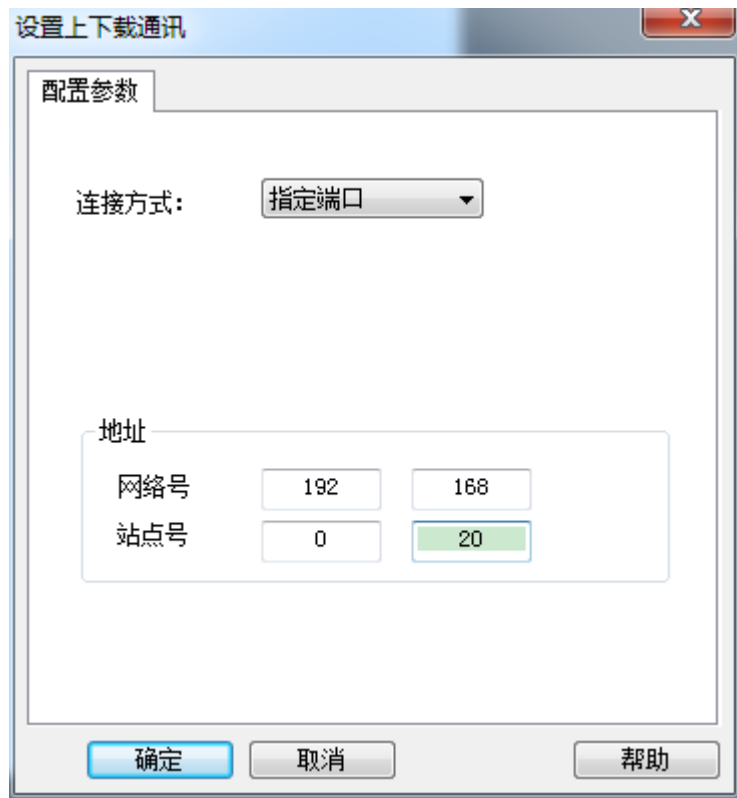 设置上下载通讯
配置参数
连接方式: 指定端口
地址
网络号 192 168
站点号 0 20
确定 取消 帮助